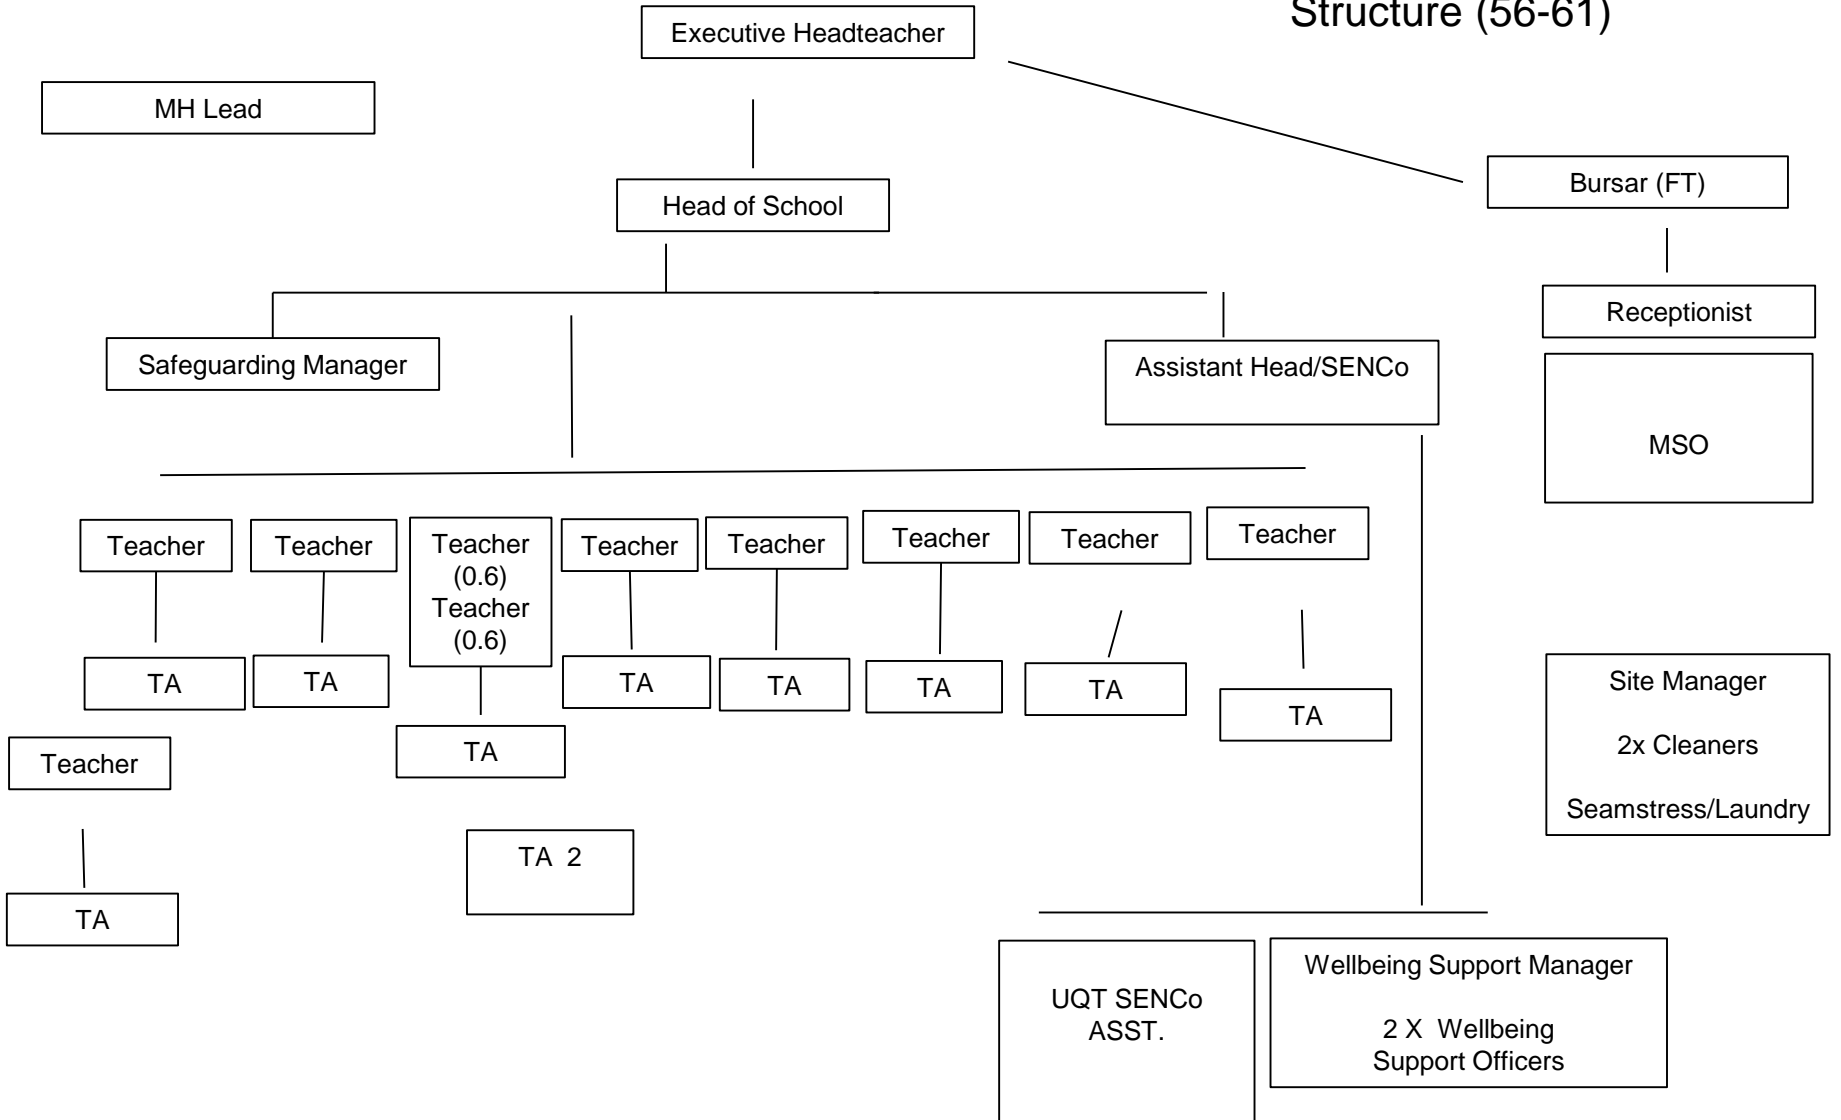 Structure (56-61)
Executive Headteacher
MH Lead
Bursar (FT)
Head of School
Receptionist
Safeguarding Manager
Assistant Head/SENCo
MSO
Teacher
Teacher
Teacher
(0.6)
Teacher
(0.6)
Teacher
Teacher
Teacher
Teacher
Teacher
TA
TA
TA
TA
TA
TA
TA
TA
Site Manager
2x Cleaners
Seamstress/Laundry
Teacher
TA
TA 2
UQT SENCo
ASST.
Wellbeing Support Manager
2 X Wellbeing
Support Officers